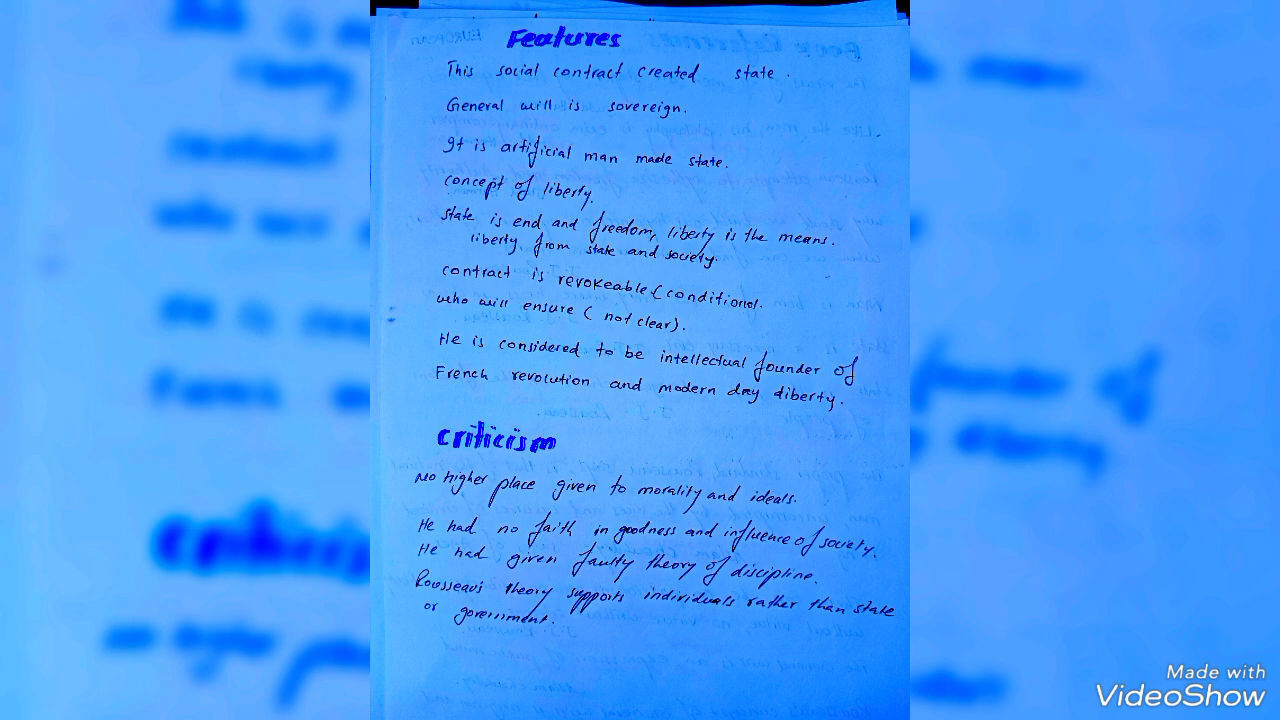 Features
This social contract created state.
General will is sovereign.
It is artificial man made state.
concept of liberty.
state is end and freedom, liberty is the means.
liberty from state and society.
contract is revokeable (conditional.
who will ensure ( not clear).
He is considered to be intellectual founder of
French revolution and modern day diberty.
criticism
No higher place given to morality and ideals.
He had no faith in goodness and influence of society.
He had given faulty theory of discipline.
Rousseau's theory supports individuals rather than state
or government.
Made with
VideoShow